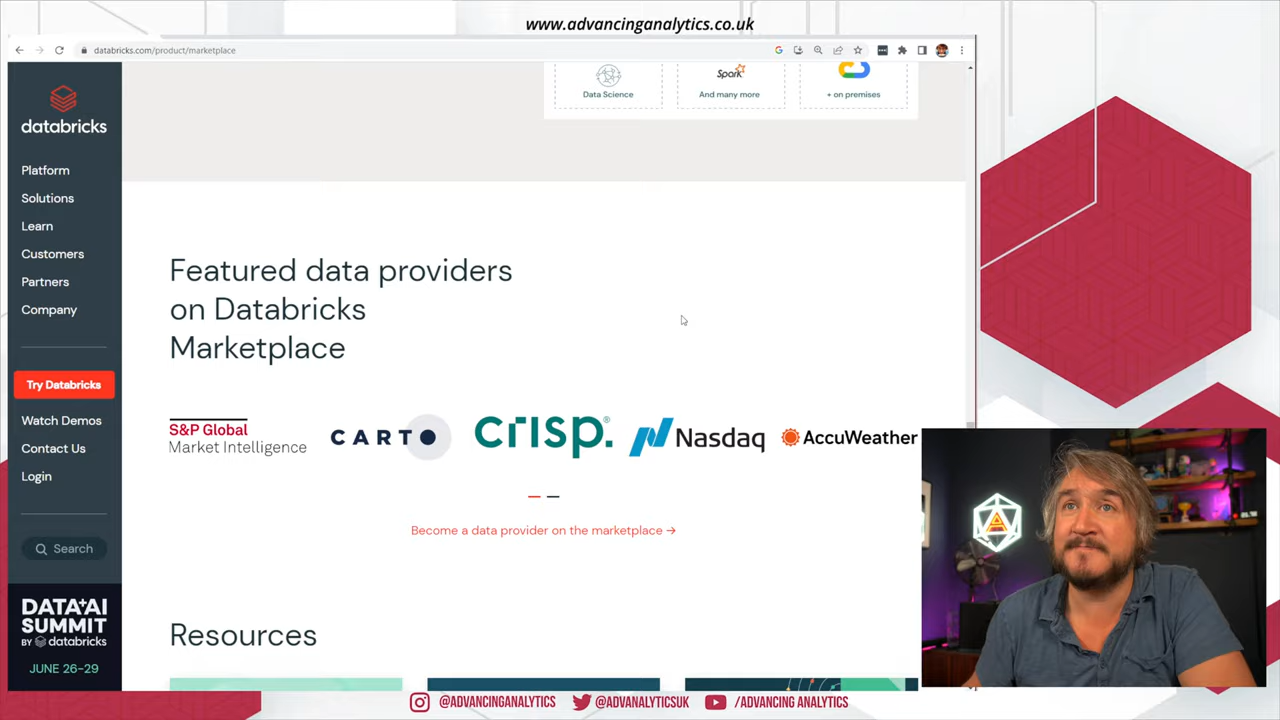 www.advancinganalytics.co.uk
databricks.com/product/marketplace
databricks
Platform
Solutions
Learn
Customers
Partners
Company
Try Databricks
Watch Demos
Contact Us
Login
Search
DATA+AI
SUMMIT
BY databricks
JUNE 26-29
Data Science
Spark
And many more
+ on premises
Featured data providers
on Databricks
Marketplace
S&P Global
Market Intelligence
CARTO
crisp.®
Nasdaq
AccuWeather
Become a data provider on the marketplace →
Resources
@ADVANCINGANALYTICS
@ADVANALYTICSUK
/ADVANCING ANALYTICS